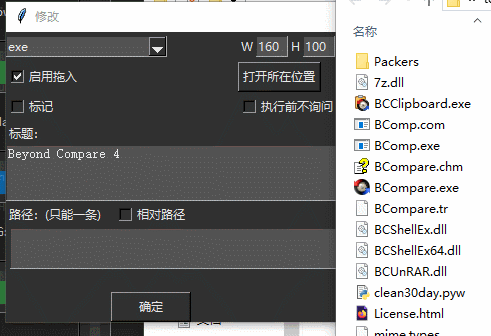 修改
exe
W 160 H 100
启用拖入
打开所在位置
标记
执行前不询问
标题:
Beyond Compare 4
路径: (只能一条)
相对路径
确定
名称
Packers
7z.dll
BCClipboard.exe
BComp.com
BComp.exe
BCompare.chm
BCompare.exe
BCompare.tr
BCShellEx.dll
BCShellEx64.dll
BCUnRAR.dll
clean30day.pyw
License.html
mime.types